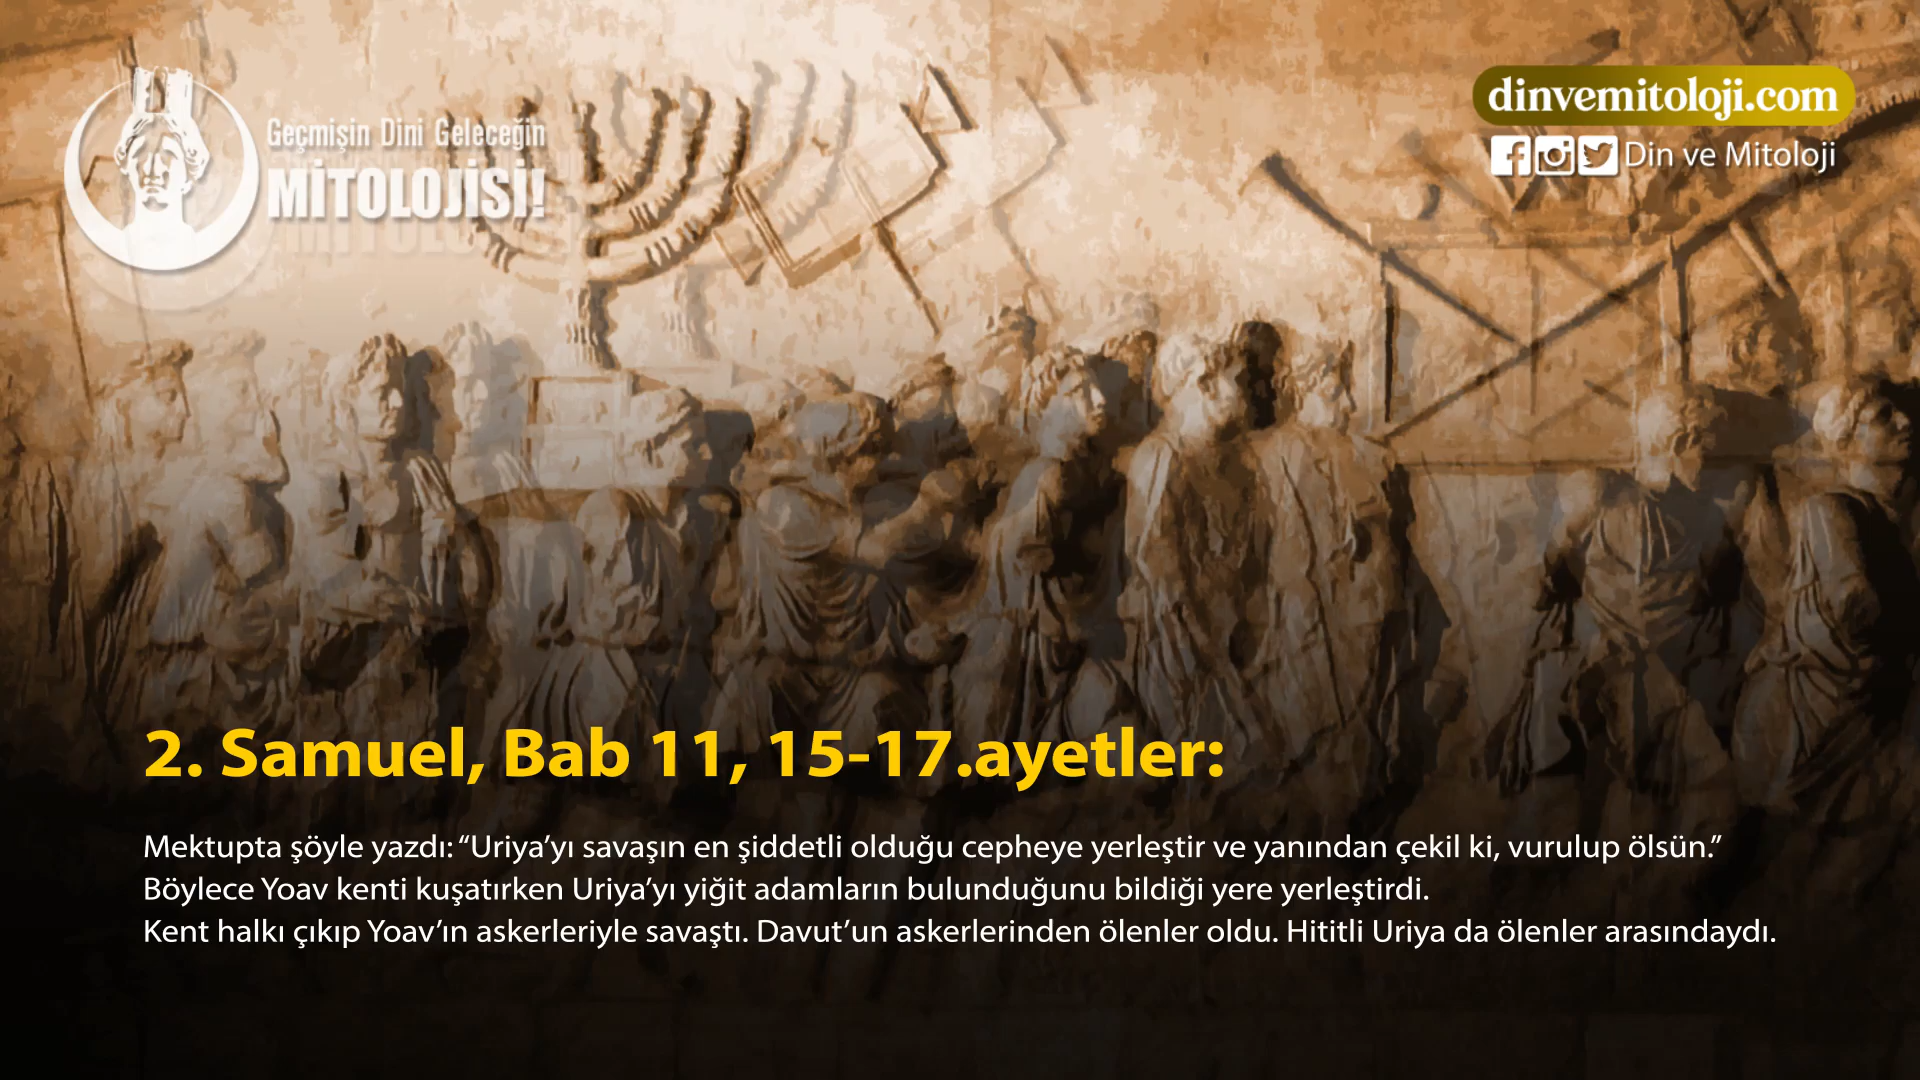 Geçmişin Dini Geleceğin
MİTOLOJİSİ!
dinvemitoloji.com
Din ve Mitoloji
2. Samuel, Bab 11, 15-17.ayetler:
Mektupta şöyle yazdı: “Uriya’yı savaşın en şiddetli olduğu cepheye yerleştir ve yanından çekil ki, vurulup ölsün.”
Böylece Yoav kenti kuşatırken Uriya’yı yiğit adamların bulunduğunu bildiği yere yerleştirdi.
Kent halkı çıkıp Yoav’ın askerleriyle savaştı. Davut’un askerlerinden ölenler oldu. Hititli Uriya da ölenler arasındaydı.